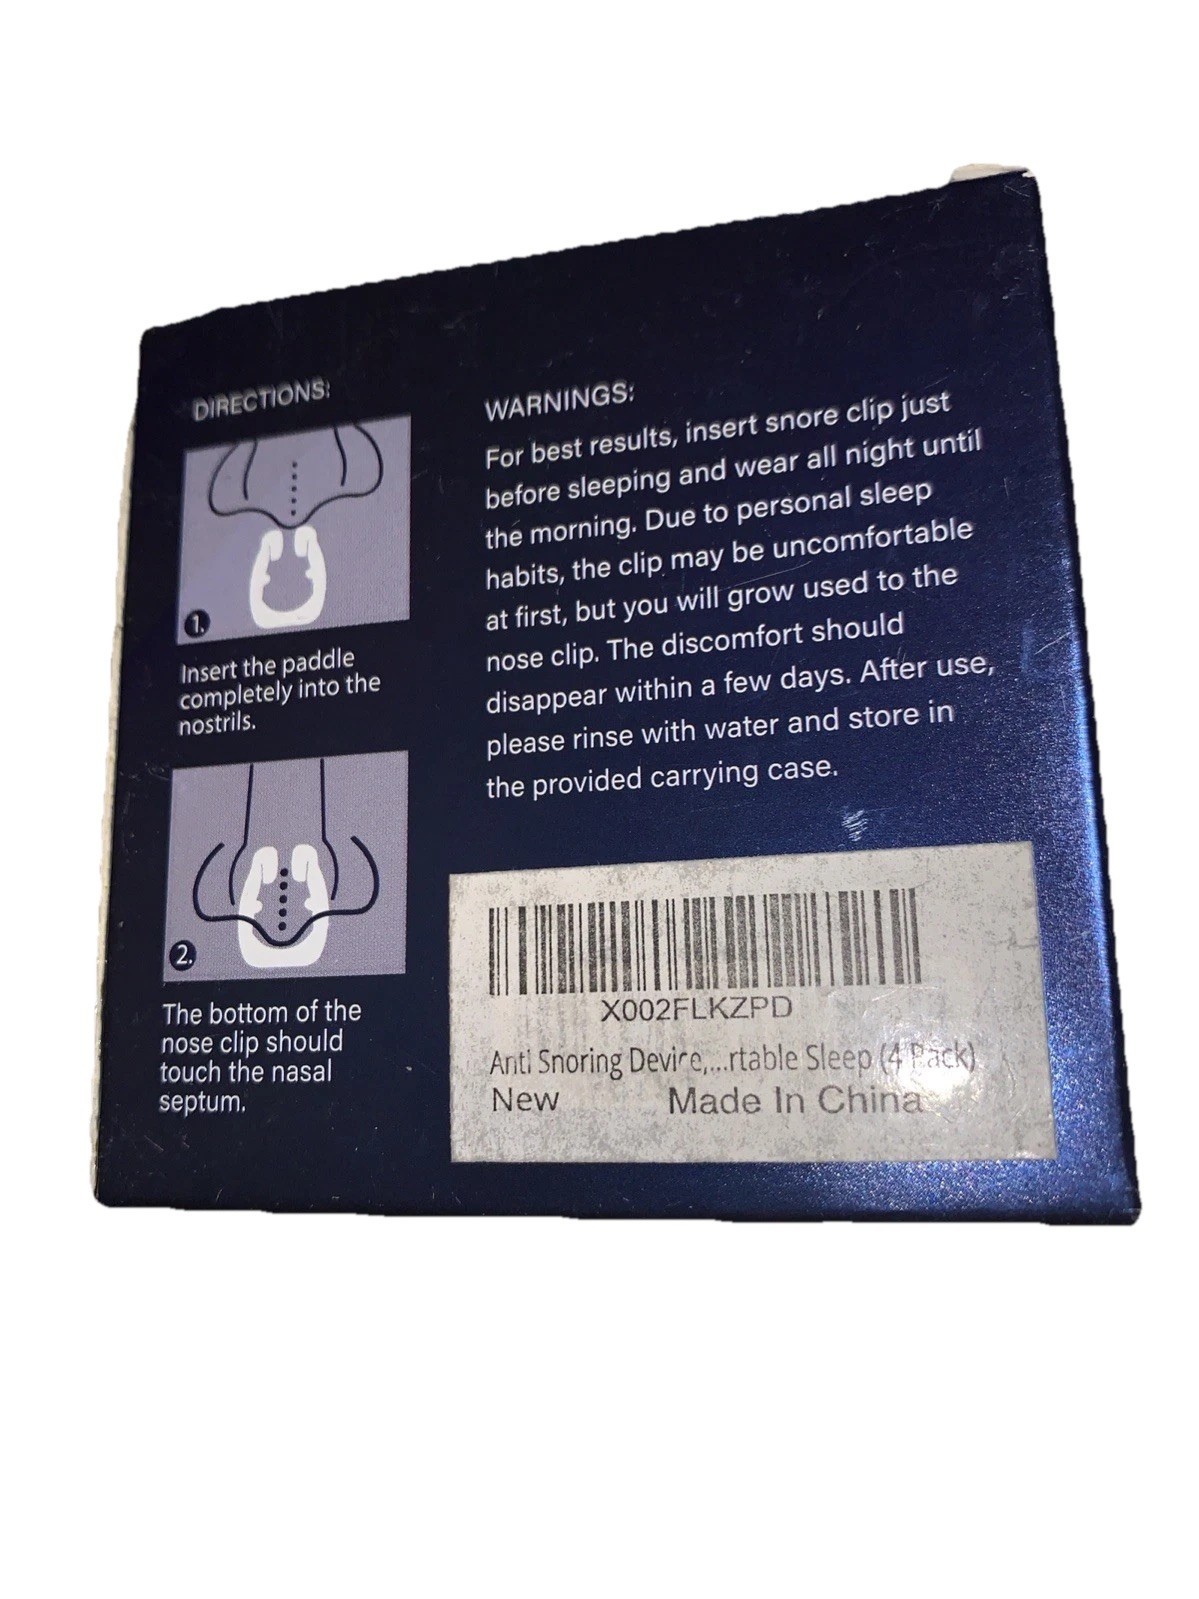 DIRECTIONS:
1.
Insert the paddle
completely into the
nostrils.
2.
The bottom of the
nose clip should
touch the nasal
septum.
WARNINGS:
For best results, insert snore clip just
before sleeping and wear all night until
the morning. Due to personal sleep
habits, the clip may be uncomfortable
at first, but you will grow used to the
nose clip. The discomfort should
disappear within a few days. After use,
please rinse with water and store in
the provided carrying case.
X002FLKZPD
Anti Snoring Device,...rtable Sleep (4 Pack)
New Made In China